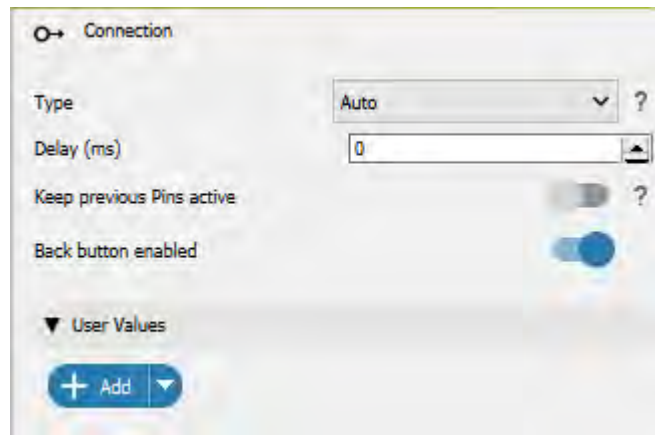 Connection
Type Auto ?
Delay (ms) 0
Keep previous Pins active ?
Back button enabled
User Values
+ Add